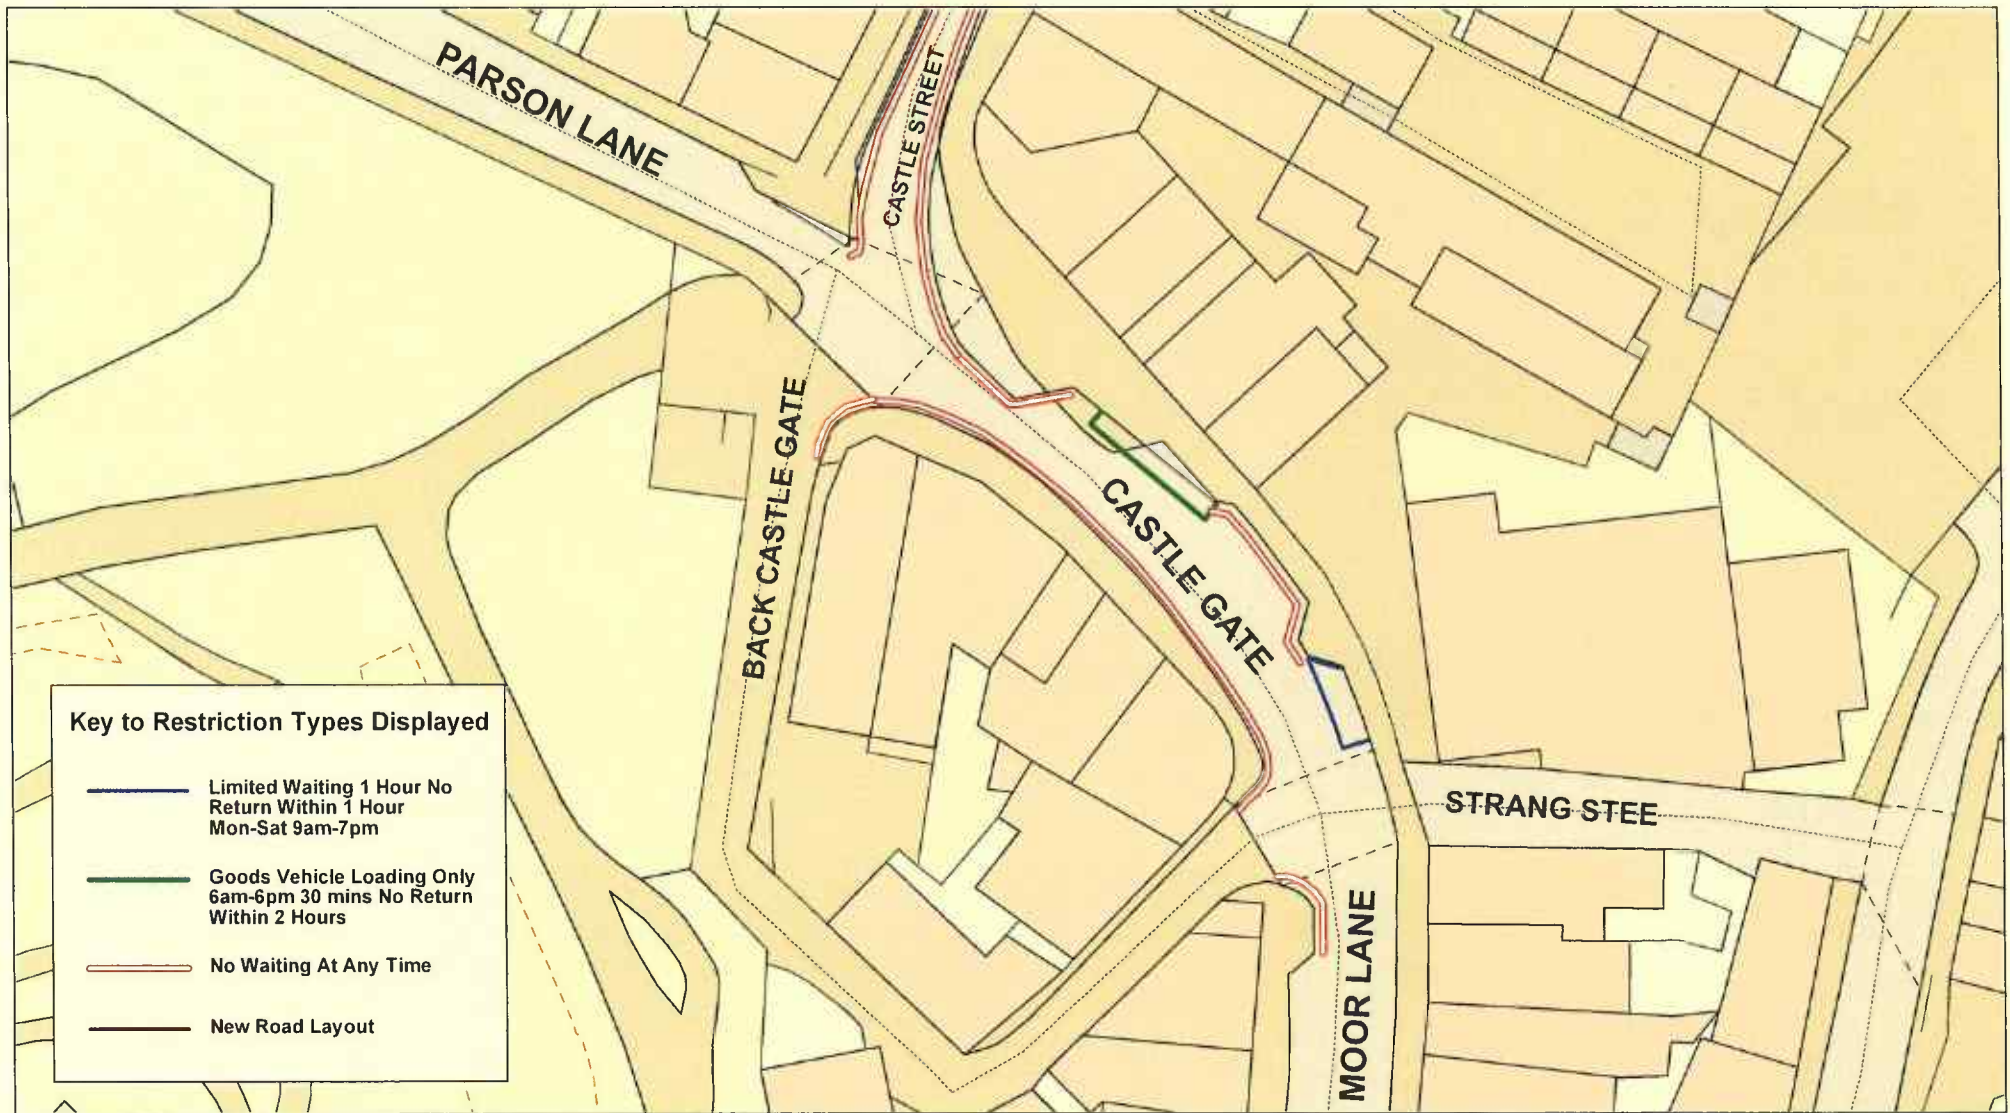 PARSON LANE
CASTLE STREET
BACK CASTLE GATE
CASTLE GATE
STRANG STEE
MOOR LANE
Key to Restriction Types Displayed
Limited Waiting 1 Hour No
Return Within 1 Hour
Mon-Sat 9am-7pm
Goods Vehicle Loading Only
6am-6pm 30 mins No Return
Within 2 Hours
No Waiting At Any Time
New Road Layout